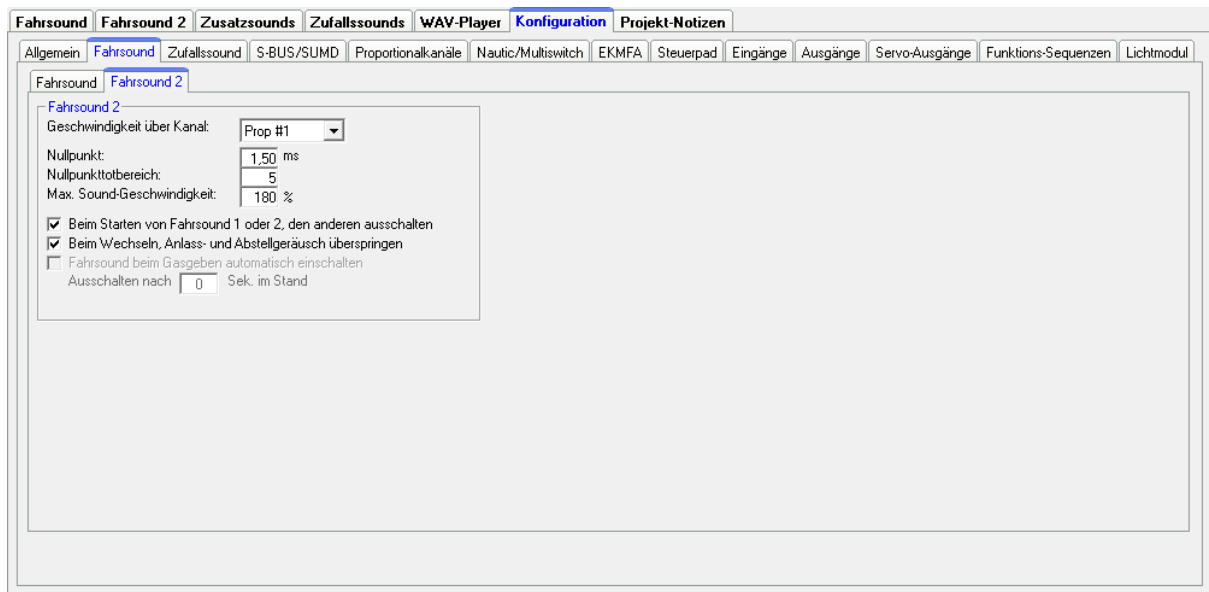 Fahrsound Fahrsound 2 Zusatzsounds Zufallssounds WAV-Player Konfiguration Projekt-Notizen
Allgemein Fahrsound Zufallssound S-BUS/SUMD Proportionalkanäle Nautic/Multiswitch EKMFA Steuerpad Eingänge Ausgänge Servo-Ausgänge Funktions-Sequenzen Lichtmodul
Fahrsound Fahrsound 2
Fahrsound 2
Geschwindigkeit über Kanal: Prop #1
Nullpunkt: 1,50 ms
Nullpunkttotbereich: 5
Max. Sound-Geschwindigkeit: 180 %
Beim Starten von Fahrsound 1 oder 2, den anderen ausschalten
Beim Wechseln, Anlass- und Abstellgeräusch überspringen
Fahrsound beim Gasgeben automatisch einschalten
Ausschalten nach 0 Sek. im Stand